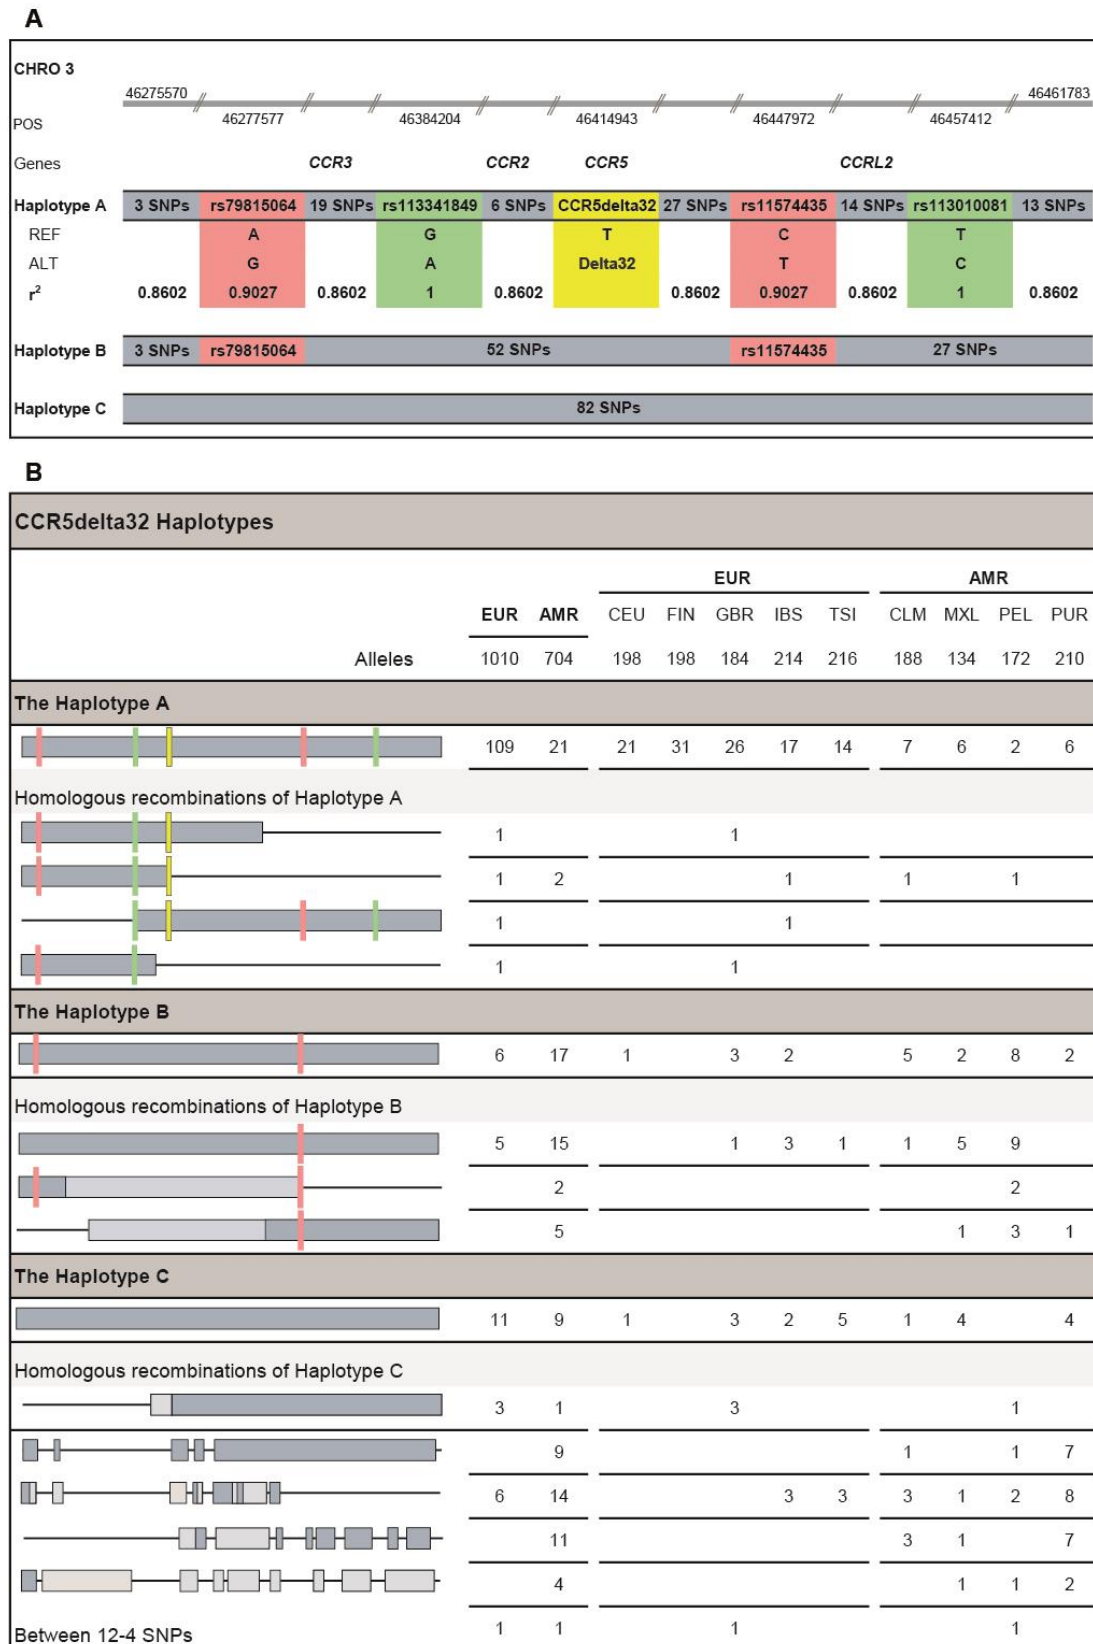 A
CHRO 3
46275570 46461783
POS 46277577 46384204 46414943 46447972 46457412
Genes CCR3 CCR2 CCR5 CCRL2
Haplotype A 3 SNPs rs79815064 19 SNPs rs113341849 6 SNPs CCR5delta32 27 SNPs rs11574435 14 SNPs rs113010081 13 SNPs
REF A G T C T
ALT G A Delta32 T C
r² 0.8602 0.9027 0.8602 1 0.8602 0.8602 0.9027 0.8602 1 0.8602
Haplotype B 3 SNPs rs79815064 52 SNPs rs11574435 27 SNPs
Haplotype C 82 SNPs
B
CCR5delta32 Haplotypes
EUR AMR
EUR AMR CEU FIN GBR IBS TSI CLM MXL PEL PUR
Alleles 1010 704 198 198 184 214 216 188 134 172 210
The Haplotype A
109 21 21 31 26 17 14 7 6 2 6
Homologous recombinations of Haplotype A
1 1
1 2 1 1 1
1 1
1 1
The Haplotype B
6 17 1 3 2 5 2 8 2
Homologous recombinations of Haplotype B
5 15 1 3 1 1 5 9
2 2
5 1 3 1
The Haplotype C
11 9 1 3 2 5 1 4 4
Homologous recombinations of Haplotype C
3 1 3 1
9 1 1 7
6 14 3 3 3 1 2 8
11 3 1 7
4 1 1 2
Between 12-4 SNPs 1 1 1 1